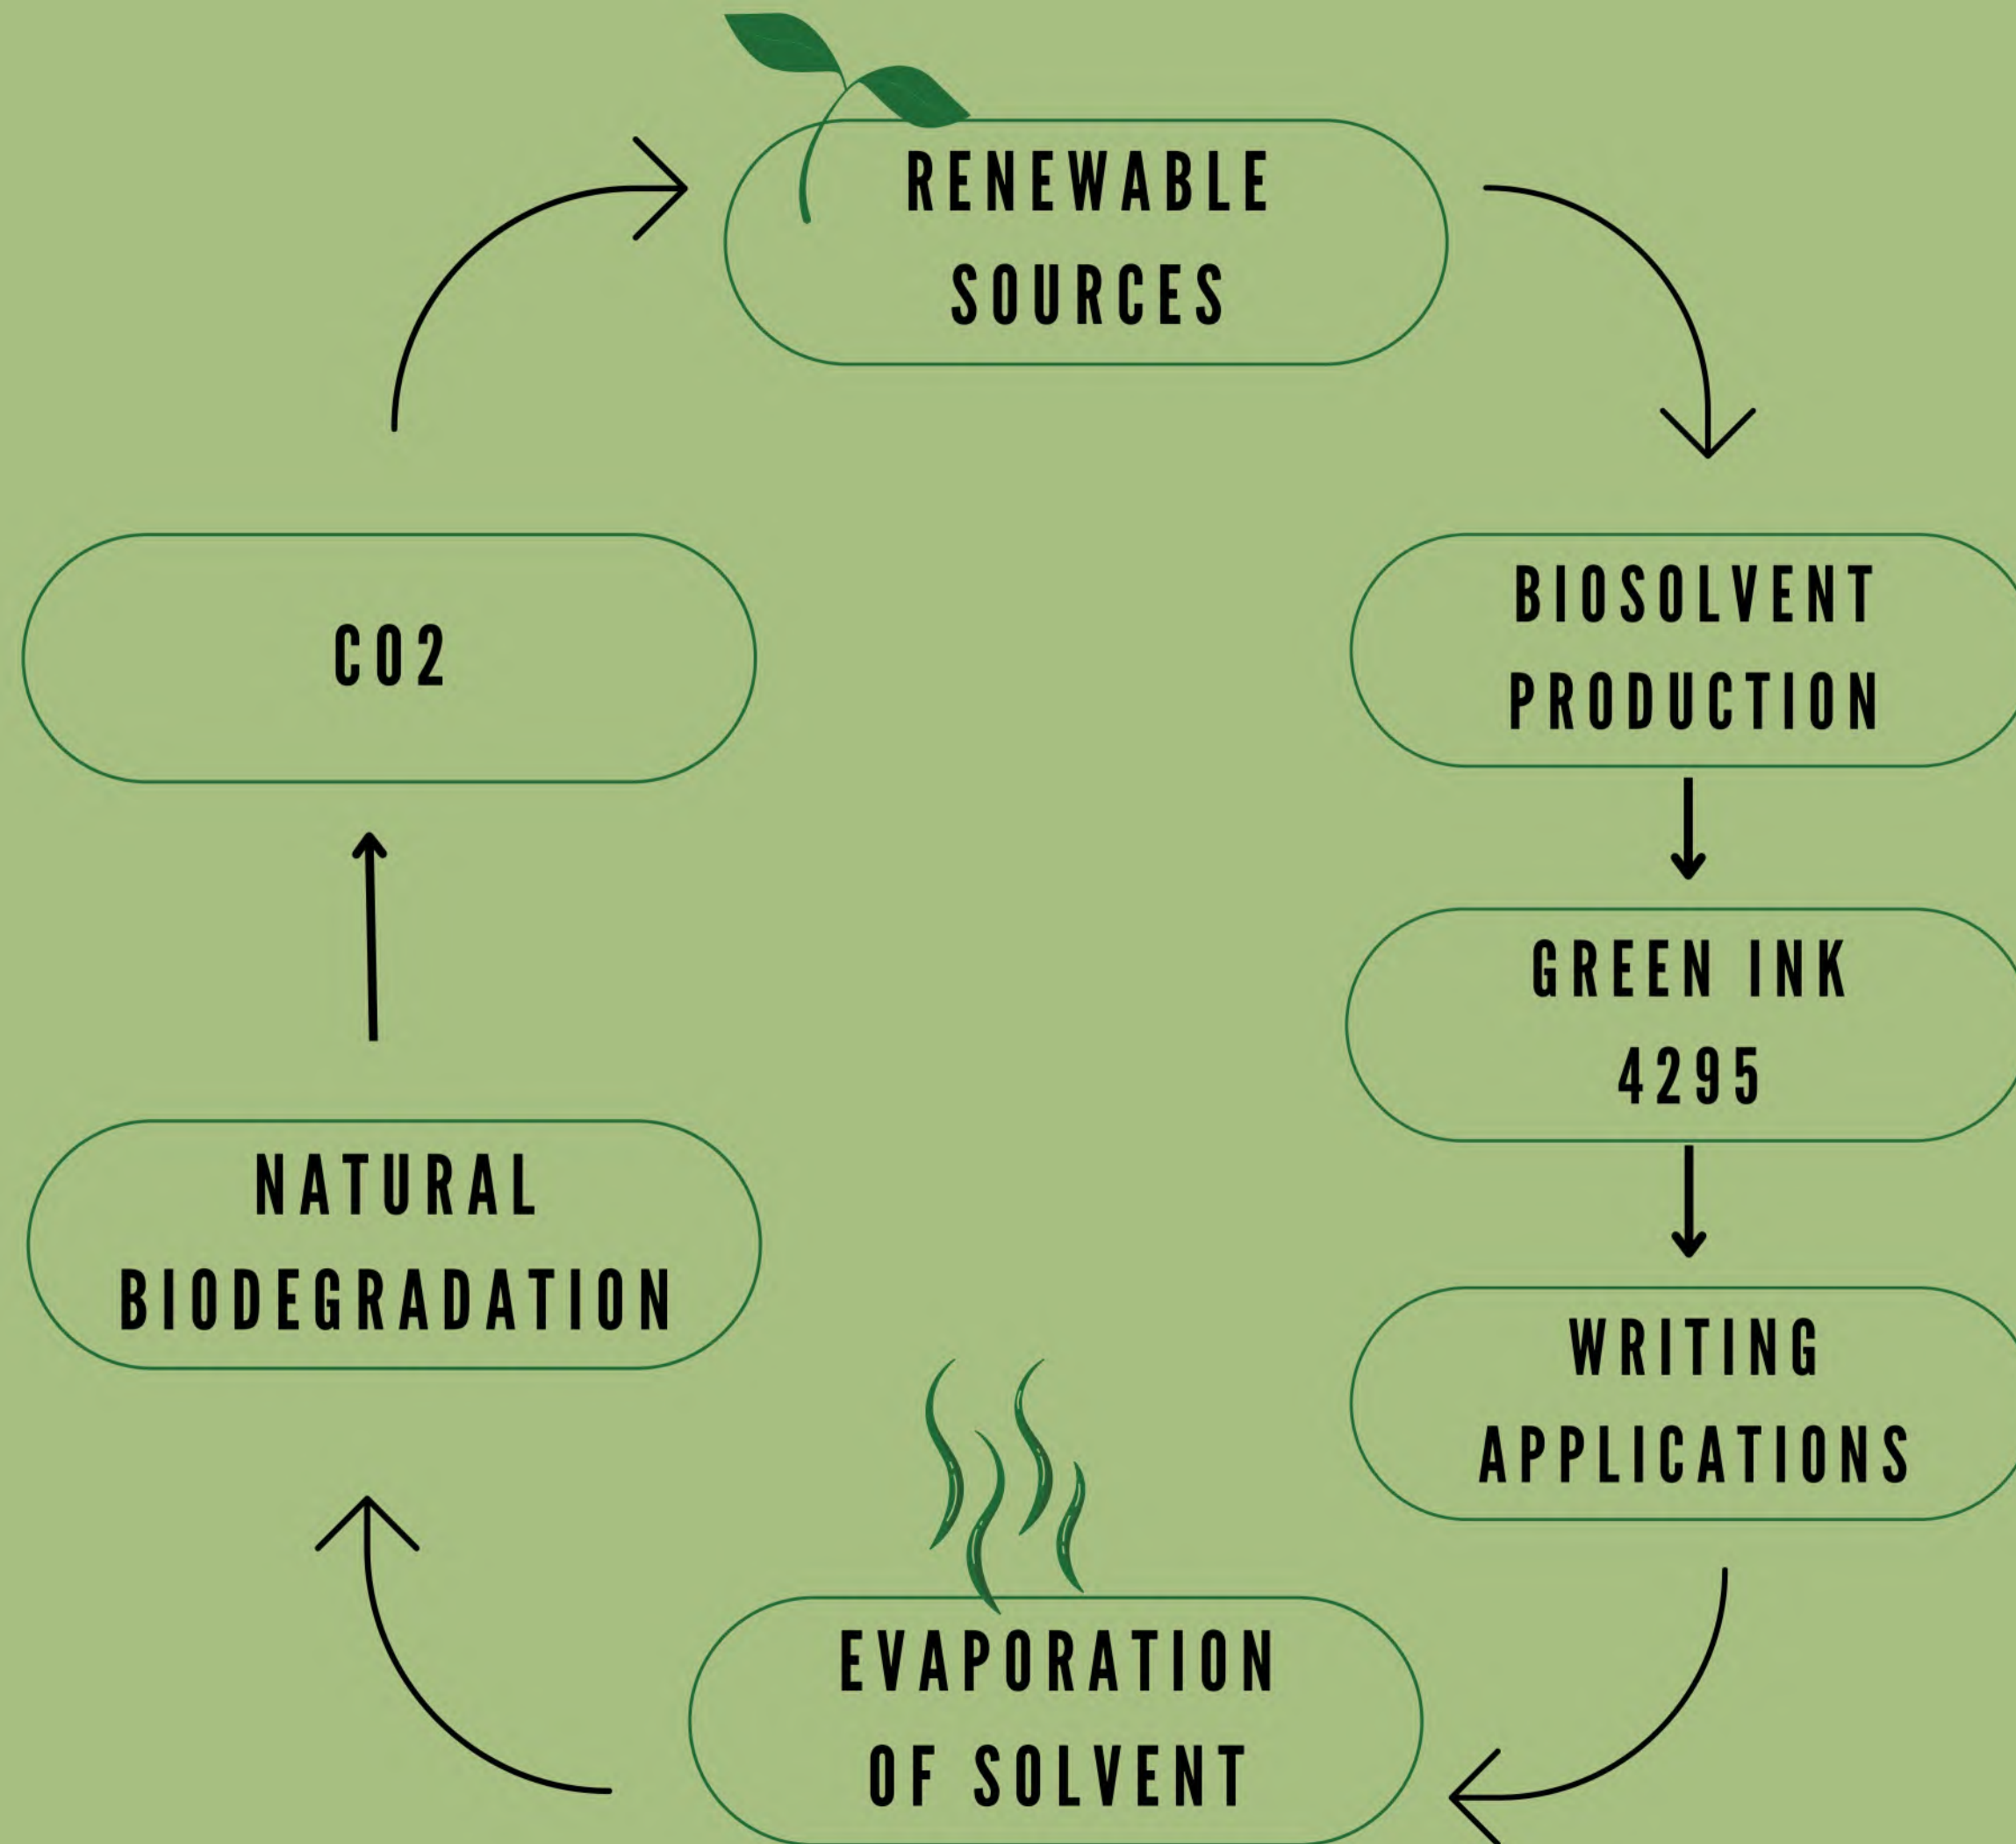 RENEWABLE
SOURCES
BIOSOLVENT
PRODUCTION
GREEN INK
4295
WRITING
APPLICATIONS
EVAPORATION
OF SOLVENT
NATURAL
BIODEGRADATION
CO2